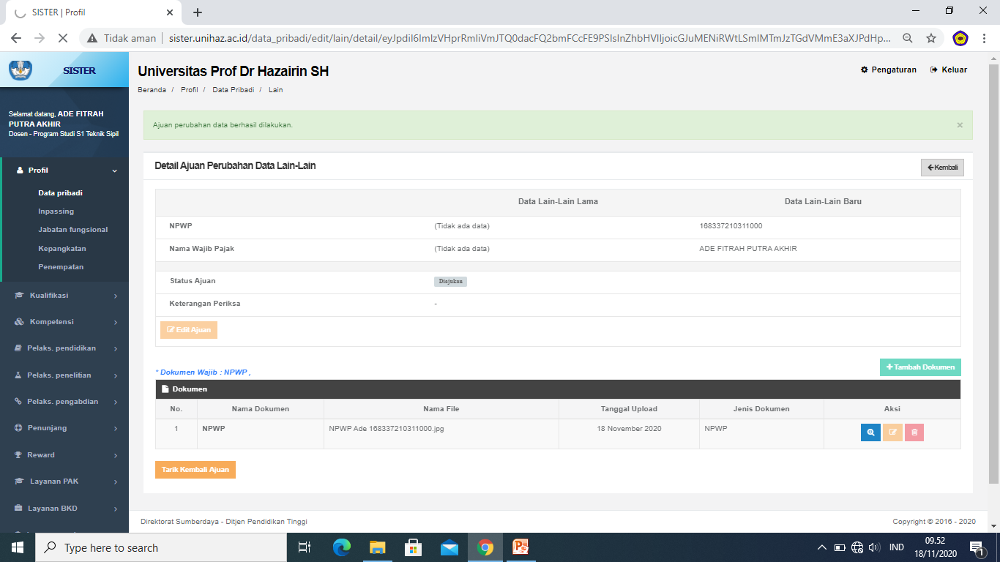 SISTER | Profil
Tidak aman
sister.unihaz.ac.id/data_pribadi/edit/lain/detail/
SISTER
Universitas Prof Dr Hazairin SH
Pengaturan
Keluar
Beranda / Profil / Data Pribadi / Lain
Selamat datang, ADE FITRAH
PUTRA AKHIR
Dosen - Program Studi S1 Teknik Sipil
Profil
Data pribadi
Inpassing
Jabatan fungsional
Kepangkatan
Penempatan
Kualifikasi
Kompetensi
Pelaks. pendidikan
Pelaks. penelitian
Pelaks. pengabdian
Penunjang
Reward
Layanan PAK
Layanan BKD
Ajuan perubahan data berhasil dilakukan.
Detail Ajuan Perubahan Data Lain-Lain
Kembali
Data Lain-Lain Lama Data Lain-Lain Baru
NPWP (Tidak ada data) 168337210311000
Nama Wajib Pajak (Tidak ada data) ADE FITRAH PUTRA AKHIR
Status Ajuan Diajukan
Keterangan Periksa -
Edit Ajuan
Tambah Dokumen
* Dokumen Wajib : NPWP ,
Dokumen
No. Nama Dokumen Nama File Tanggal Upload Jenis Dokumen Aksi
1 NPWP NPWP Ade 168337210311000.jpg 18 November 2020 NPWP
Tarik Kembali Ajuan
Direktorat Sumberdaya - Ditjen Pendidikan Tinggi
Copyright © 2016 - 2020
Type here to search
IND
09.52
18/11/2020
1